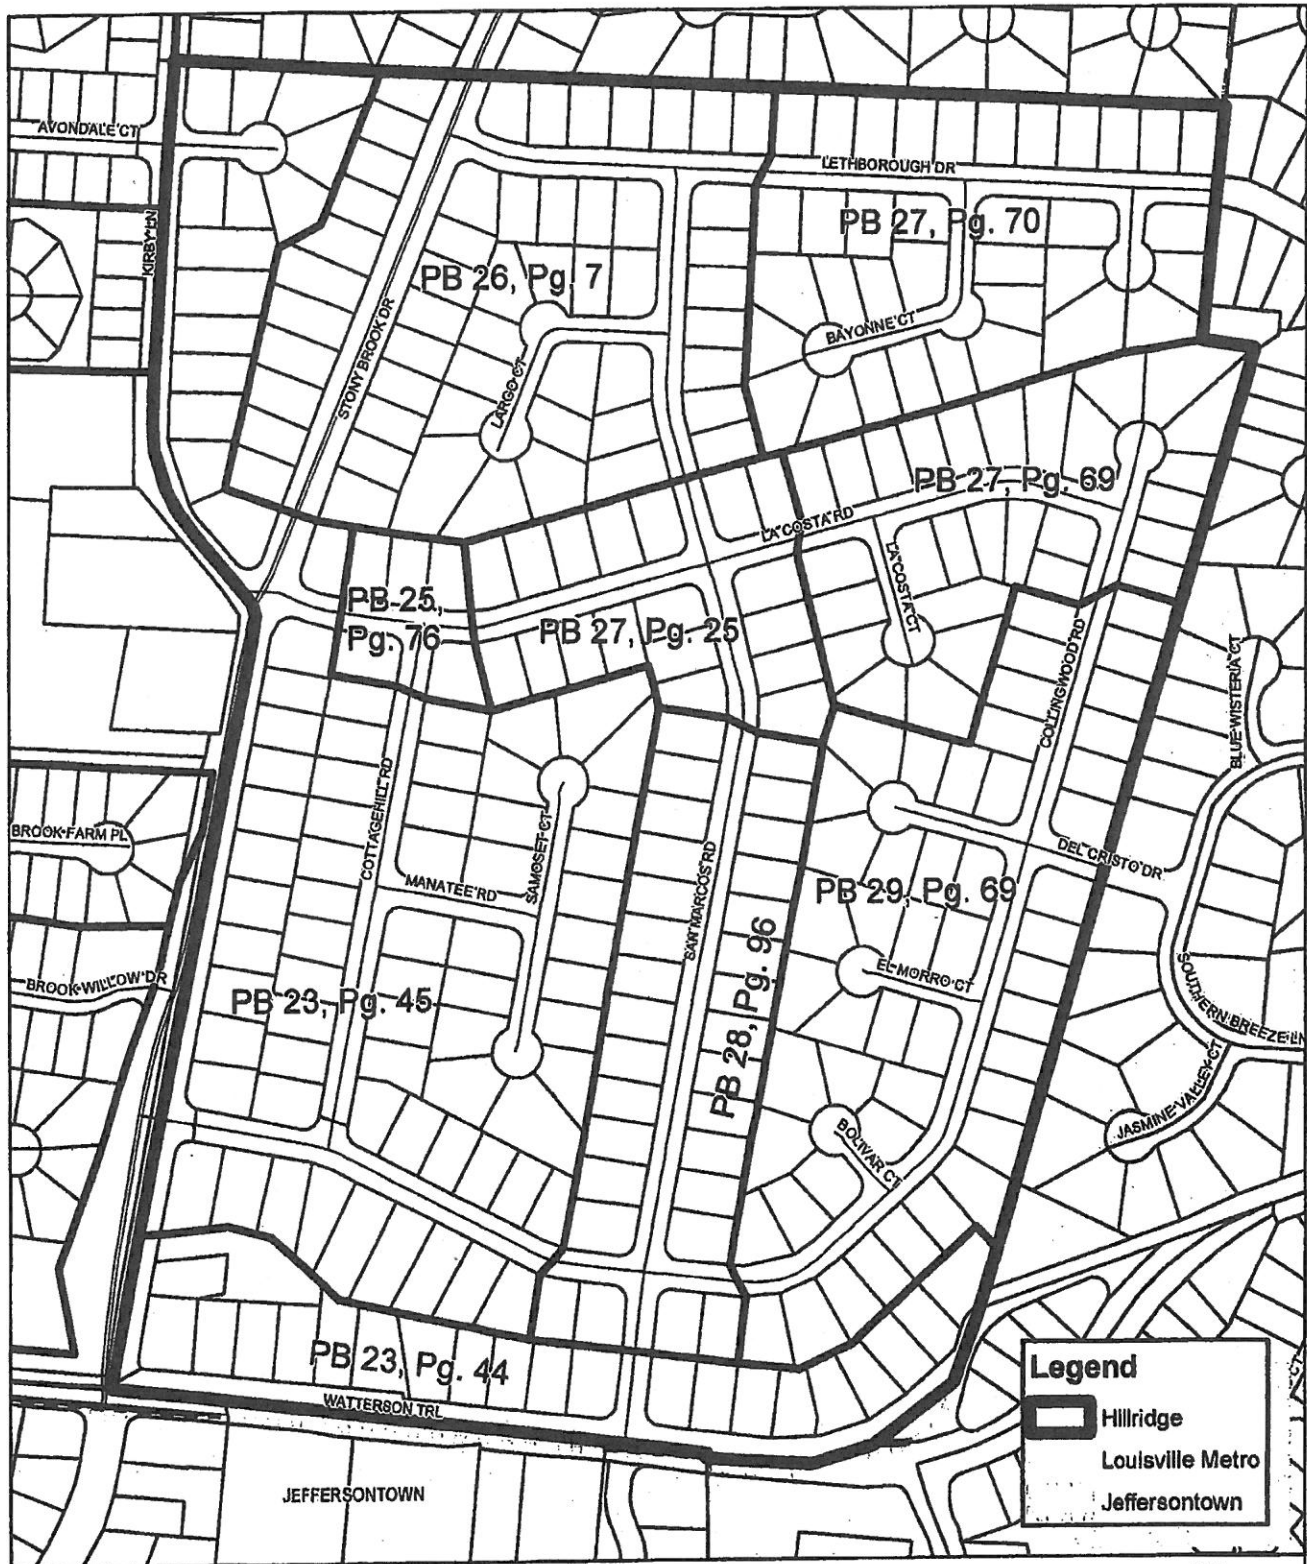 AVONDALE CT
LETHBOROUGH DR
KIRBY LN
PB 27, Pg. 70
PB 26, Pg. 7
STONY BROOK DR
BAYONNE CT
LARGO CT
PB 27, Pg. 69
LA COSTA RD
LA COSTA CT
PB 25,
Pg. 76
PB 27, Pg. 25
COLLINGWOOD RD
BLUE WISTERIA CT
BROOK FARM PL
COTTAGEHILL RD
SAMOSET CT
MANATEE RD
SAN MARCOS RD
DEL CRISTO DR
PB 29, Pg. 69
PB 28, Pg. 96
EL MORRO CT
BROOK WILLOW DR
PB 23, Pg. 45
SOUTHERN BREEZE LN
JASMINE VALLEY CT
BOLIVAR CT
PB 23, Pg. 44
WATTERSON TRL
JEFFERSONTOWN
Legend
Hillridge
Louisville Metro
Jeffersontown
CT